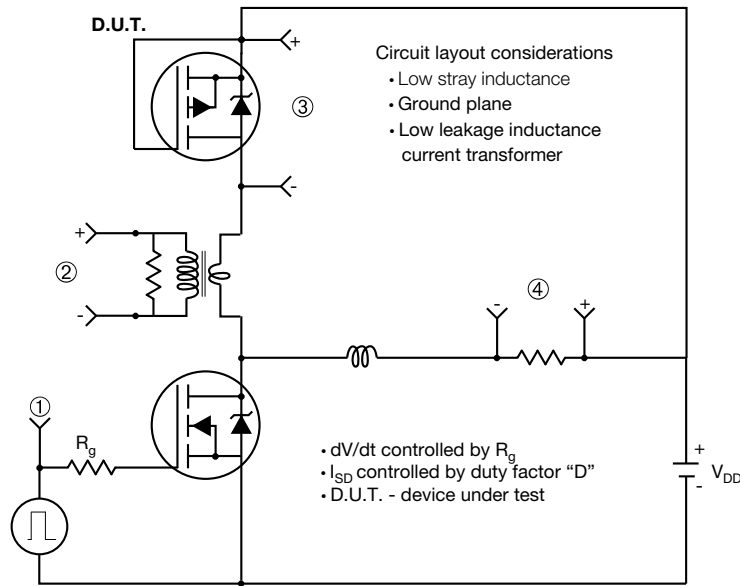 D.U.T.
+
Circuit layout considerations
• Low stray inductance
③
• Ground plane
• Low leakage inductance
current transformer
-
+
②
-
④
-
+
①
Rg
• dV/dt controlled by Rg
• ISD controlled by duty factor “D”
• D.U.T. - device under test
+
VDD
-